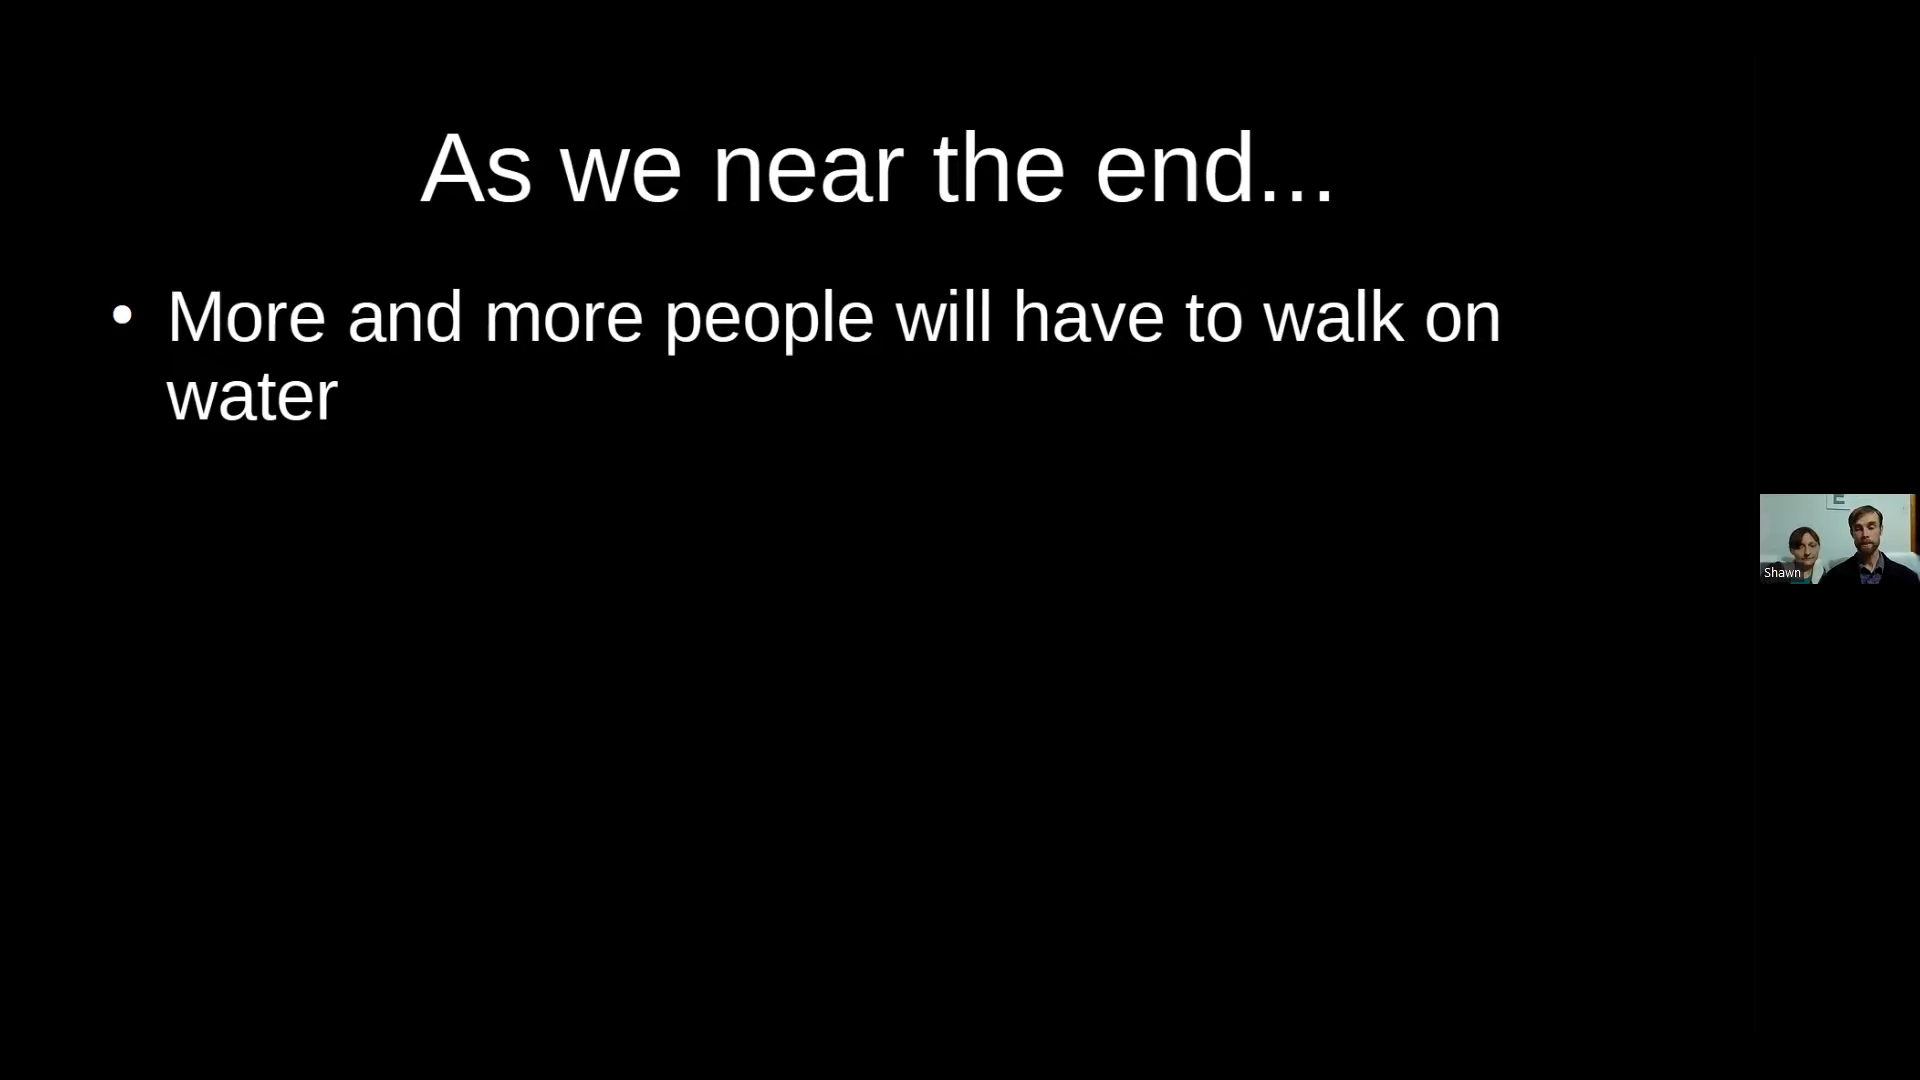 As we near the end...
• More and more people will have to walk on
water
E
Shawn